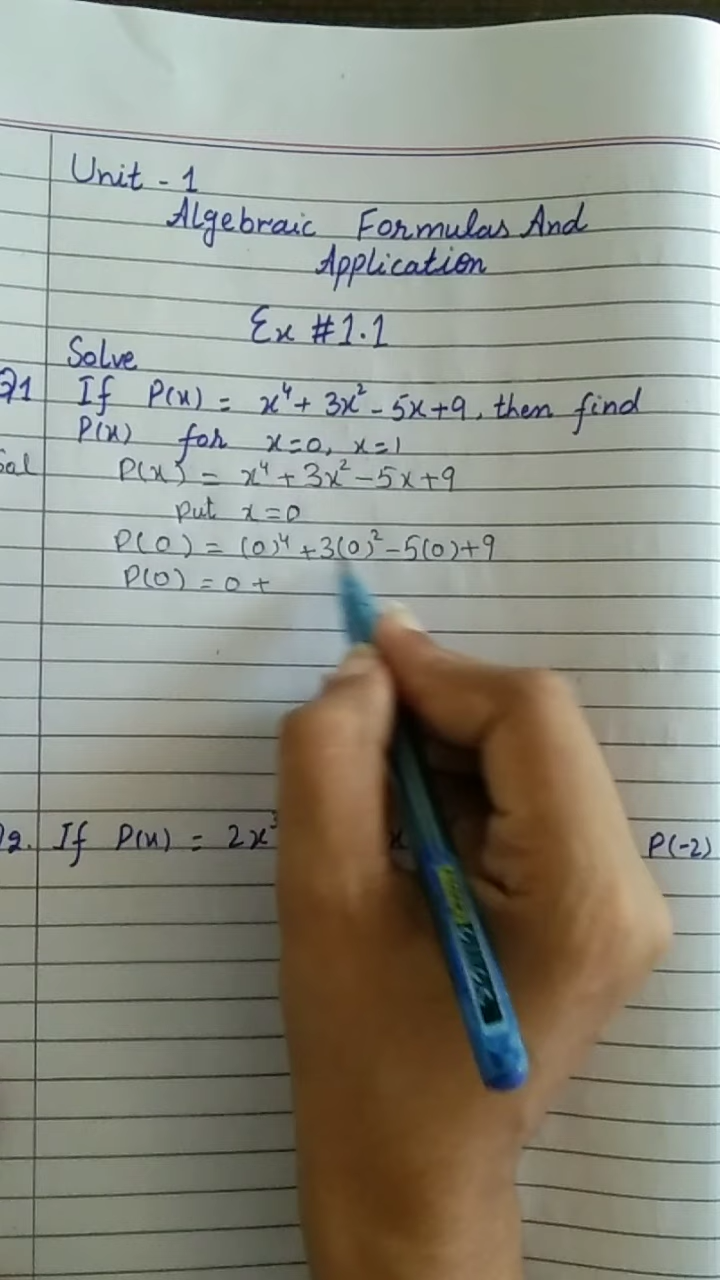 Unit - 1
Algebraic Formulas And
Application
Ex #1.1
Solve
Q1 If P(x) = x⁴ + 3x² - 5x + 9, then find
P(x) for x=0, x=1
Sol P(x) = x⁴ + 3x² - 5x + 9
put x = 0
P(0) = (0)⁴ + 3(0)² - 5(0) + 9
P(0) = 0 +
Q2. If P(x) = 2x³ P(-2)